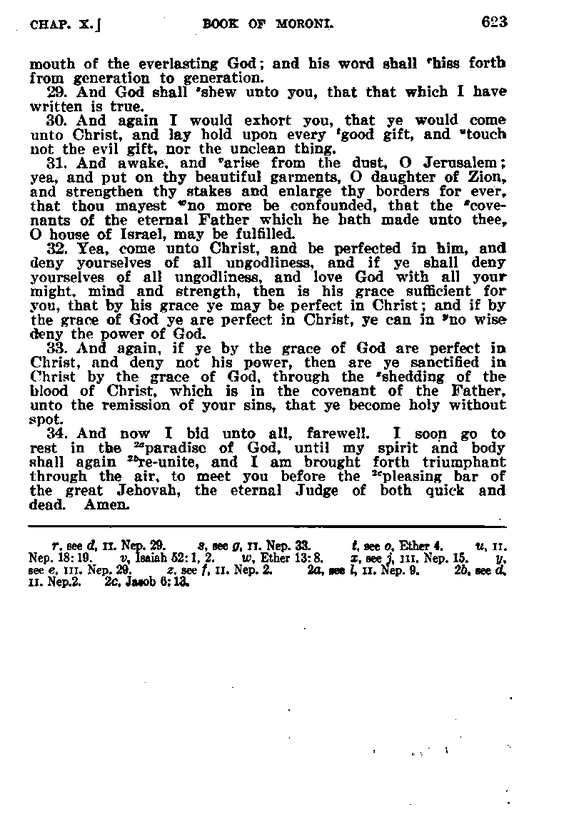 CHAP. X.] BOOK OF MORONI. 623
mouth of the everlasting God; and his word shall ʳhiss forth
from generation to generation.
29. And God shall ˢshew unto you, that that which I have
written is true.
30. And again I would exhort you, that ye would come
unto Christ, and lay hold upon every ᵗgood gift, and ᵘtouch
not the evil gift, nor the unclean thing.
31. And awake, and ᵛarise from the dust, O Jerusalem;
yea, and put on thy beautiful garments, O daughter of Zion,
and strengthen thy stakes and enlarge thy borders for ever,
that thou mayest ʷno more be confounded, that the ˣcove-
nants of the eternal Father which he hath made unto thee,
O house of Israel, may be fulfilled.
32. Yea, come unto Christ, and be perfected in him, and
deny yourselves of all ungodliness, and if ye shall deny
yourselves of all ungodliness, and love God with all your
might, mind and strength, then is his grace sufficient for
you, that by his grace ye may be perfect in Christ; and if by
the grace of God ye are perfect in Christ, ye can in ʸno wise
deny the power of God.
33. And again, if ye by the grace of God are perfect in
Christ, and deny not his power, then are ye sanctified in
Christ by the grace of God, through the ᶻshedding of the
blood of Christ, which is in the covenant of the Father,
unto the remission of your sins, that ye become holy without
spot.
34. And now I bid unto all, farewell. I soon go to
rest in the ²ᵃparadise of God, until my spirit and body
shall again ²ᵇre-unite, and I am brought forth triumphant
through the air, to meet you before the ²ᶜpleasing bar of
the great Jehovah, the eternal Judge of both quick and
dead. Amen.
r, see d, II. Nep. 29. s, see g, II. Nep. 33. t, see o, Ether 4. u, II.
Nep. 18:19. v, Isaiah 52:1, 2. w, Ether 13:8. x, see j, III. Nep. 15. y,
see e, III. Nep. 29. z, see f, II. Nep. 2. 2a, see l, II. Nep. 9. 2b, see d,
II. Nep.2. 2c, Jacob 6:13.